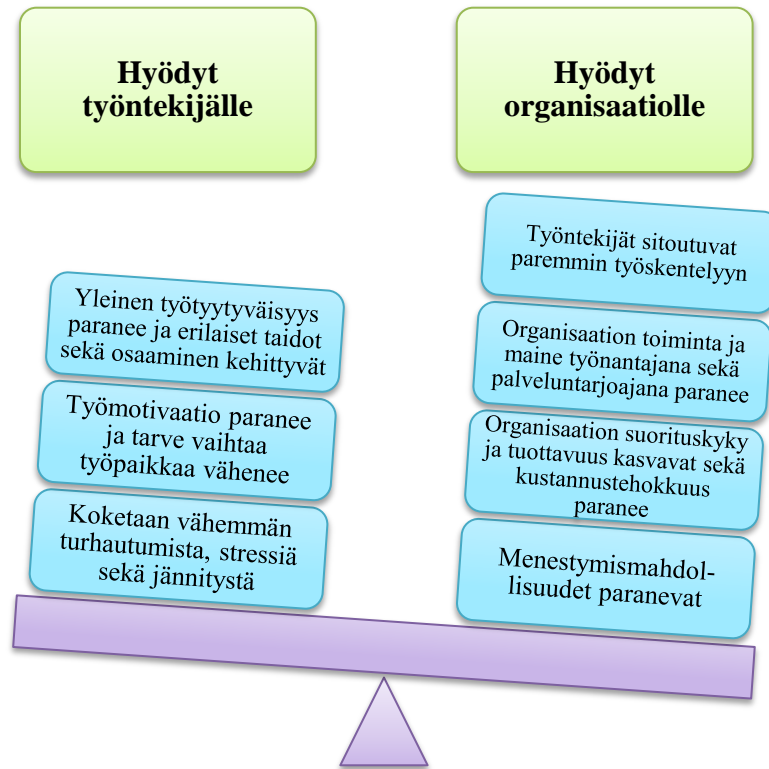 Hyödyt
työntekijälle
Yleinen työtyytyväisyys
paranee ja erilaiset taidot
sekä osaaminen kehittyvät
Työmotivaatio paranee
ja tarve vaihtaa
työpaikkaa vähenee
Koketaan vähemmän
turhautumista, stressiä
sekä jännitystä
Hyödyt
organisaatiolle
Työntekijät sitoutuvat
paremmin työskentelyyn
Organisaation toiminta ja
maine työnantajana sekä
palveluntarjoajana paranee
Organisaation suorituskyky
ja tuottavuus kasvavat sekä
kustannustehokkuus
paranee
Menestymismahdol-
lisuudet paranevat